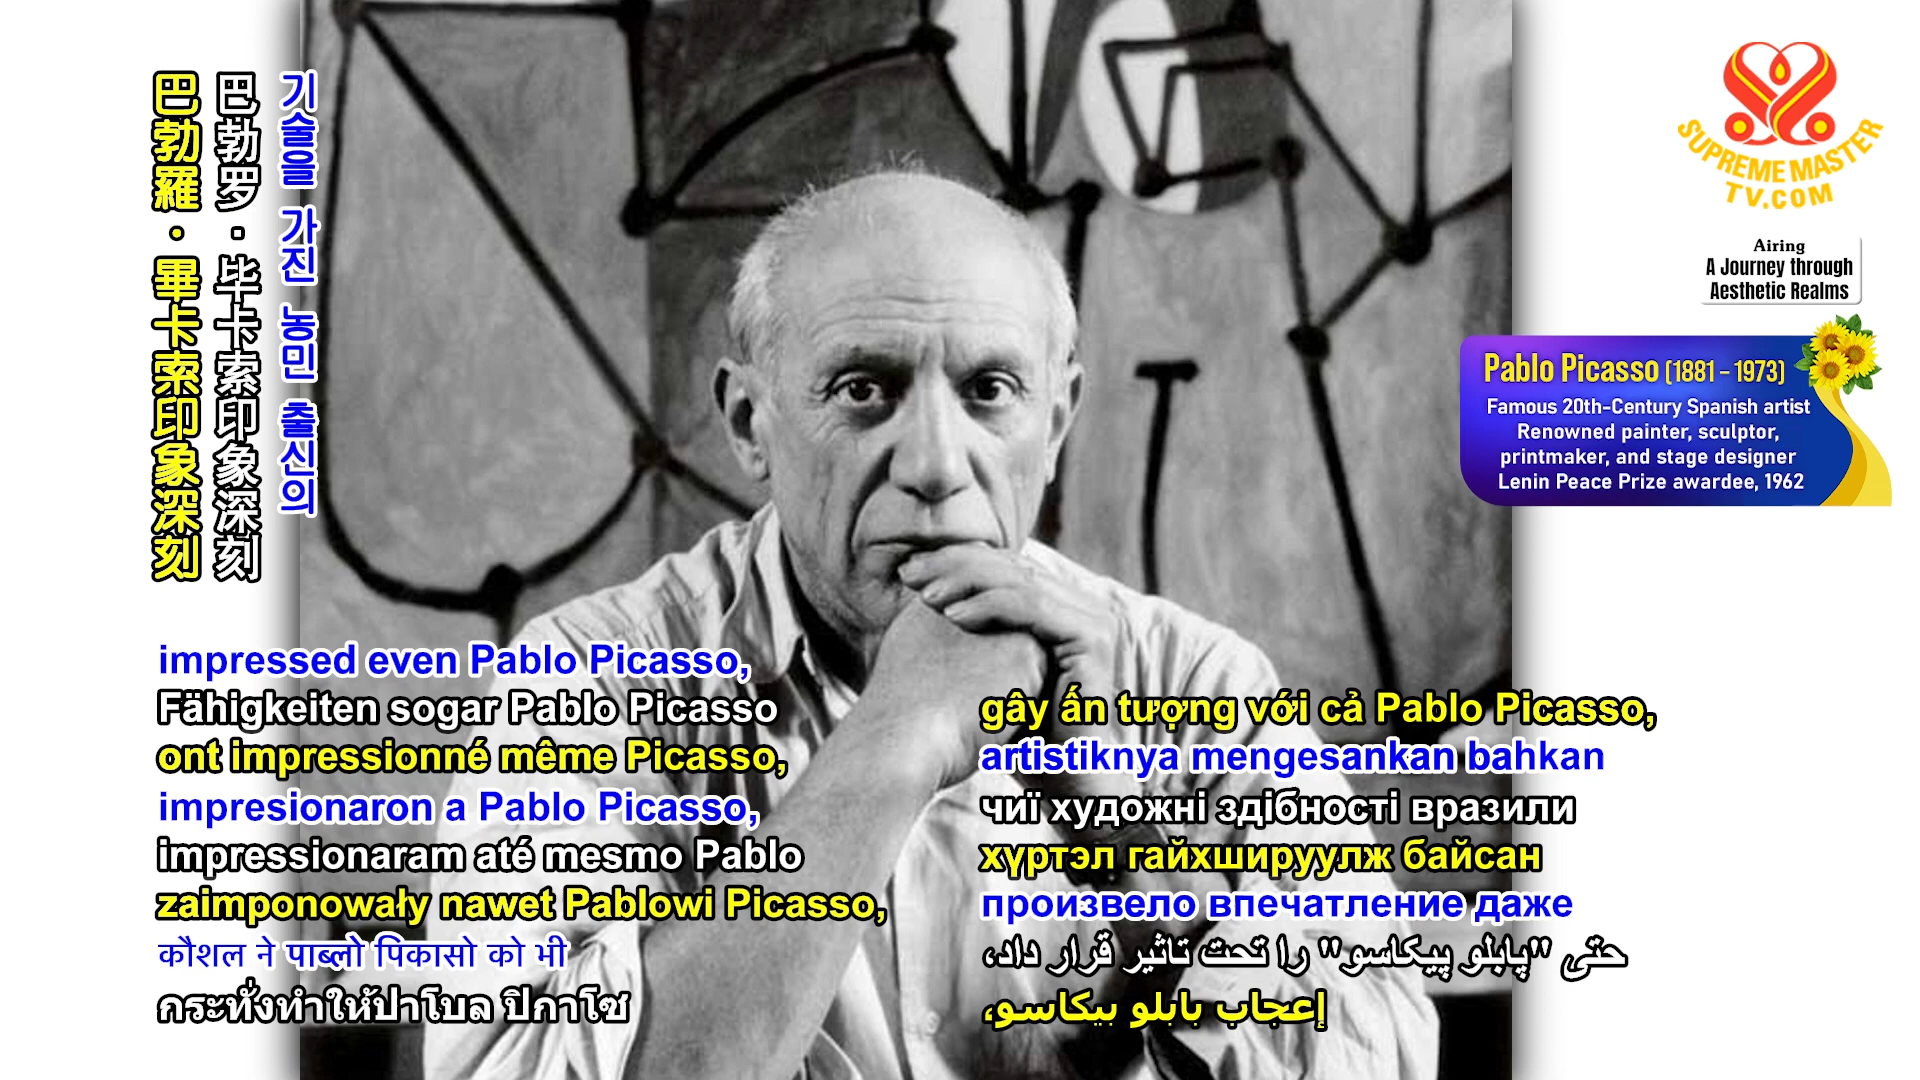 巴勃羅·畢卡索印象深刻
巴勃罗·毕卡索印象深刻
기술을 가진 농민 출신의
SUPREME MASTER
TV.COM
Airing
A Journey through
Aesthetic Realms
Pablo Picasso (1881 – 1973)
Famous 20th-Century Spanish artist
Renowned painter, sculptor,
printmaker, and stage designer
Lenin Peace Prize awardee, 1962
impressed even Pablo Picasso,
Fähigkeiten sogar Pablo Picasso
ont impressionné même Picasso,
impresionaron a Pablo Picasso,
impressionaram até mesmo Pablo
zaimponowały nawet Pablowi Picasso,
कौशल ने पाब्लो पिकासो को भी
กระทั่งทำให้ปาโบล ปิกาโซ
gây ấn tượng với cả Pablo Picasso,
artistiknya mengesankan bahkan
чиї художні здібності вразили
хүртэл гайхшируулж байсан
произвело впечатление даже
حتی "پابلو پیکاسو" را تحت تاثیر قرار داد،
إعجاب بابلو بيكاسو،